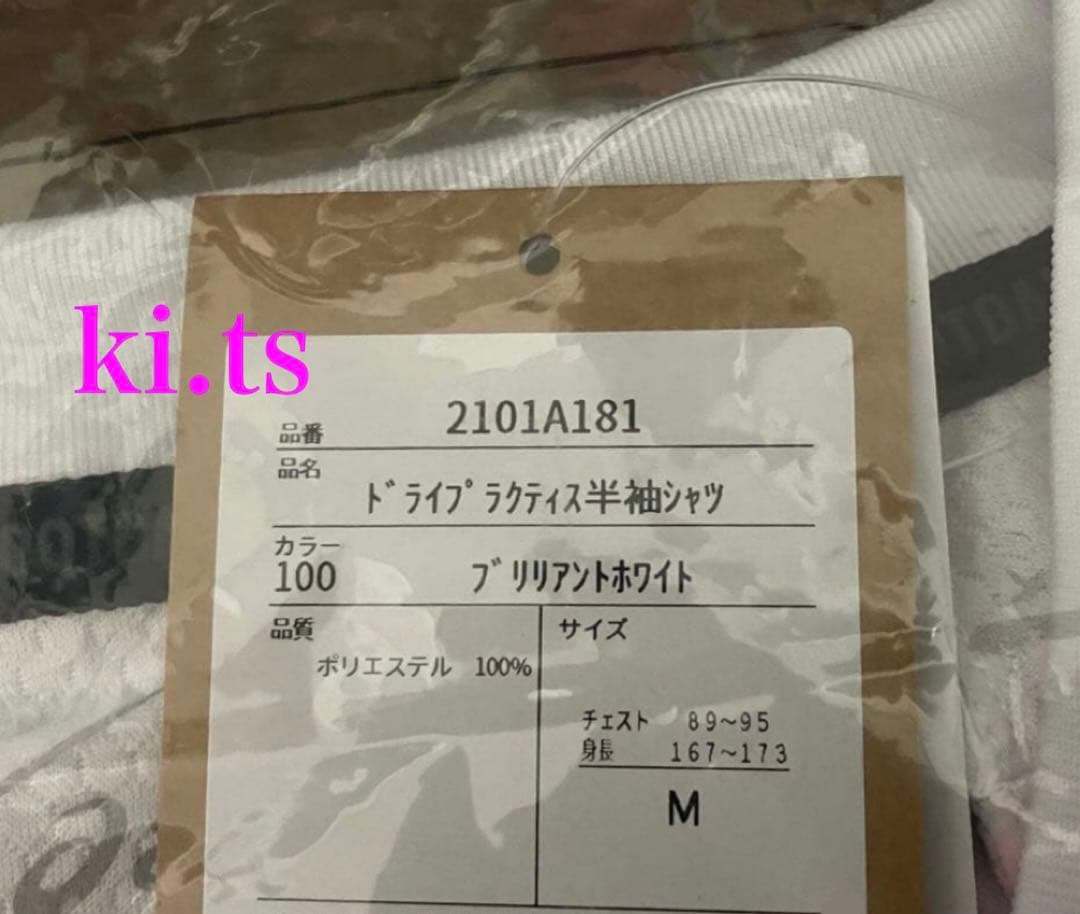 ki.ts
品番 2101A181
品名
ﾄﾞﾗｲﾌﾟﾗｸﾃｨｽ半袖ｼｬﾂ
カラー
100 ﾌﾞﾘﾘｱﾝﾄﾎﾜｲﾄ
品質
ポリエステル 100%
サイズ
チェスト 89~95
身長 167~173
M